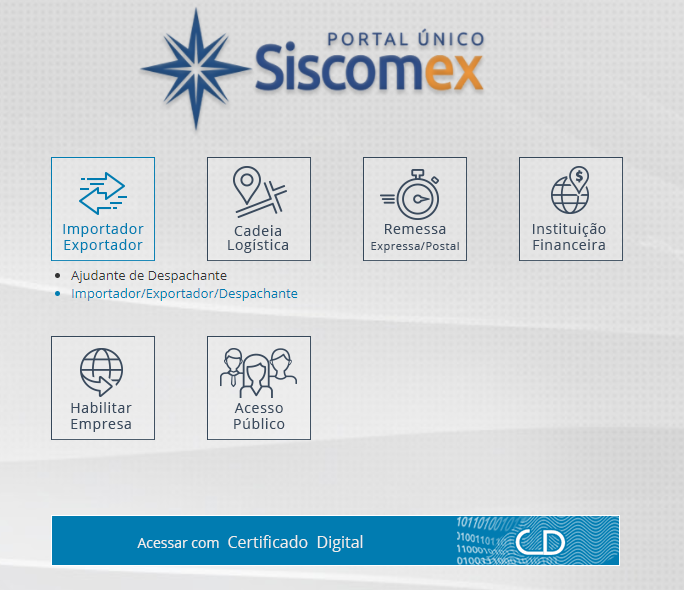 PORTAL ÚNICO
Siscomex
Importador
Exportador
Cadeia
Logística
Remessa
Expressa/Postal
$
Instituição
Financeira
Ajudante de Despachante
Importador/Exportador/Despachante
Habilitar
Empresa
Acesso
Público
Acessar com Certificado Digital
CD